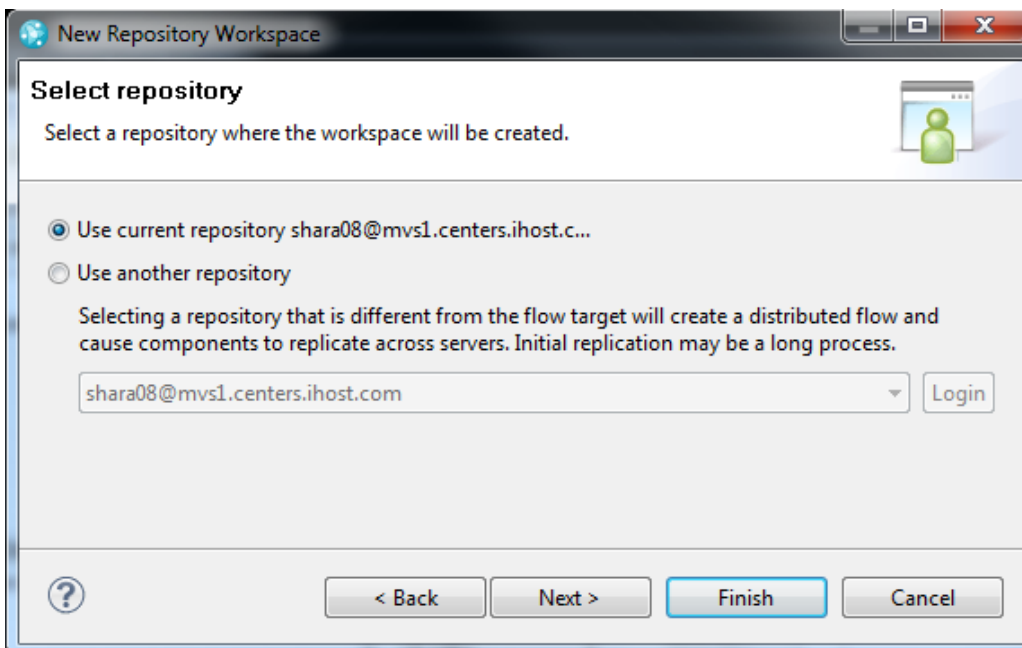 New Repository Workspace
Select repository
Select a repository where the workspace will be created.
Use current repository shara08@mvs1.centers.ihost.c...
Use another repository
Selecting a repository that is different from the flow target will create a distributed flow and
cause components to replicate across servers. Initial replication may be a long process.
shara08@mvs1.centers.ihost.com Login
? < Back Next > Finish Cancel